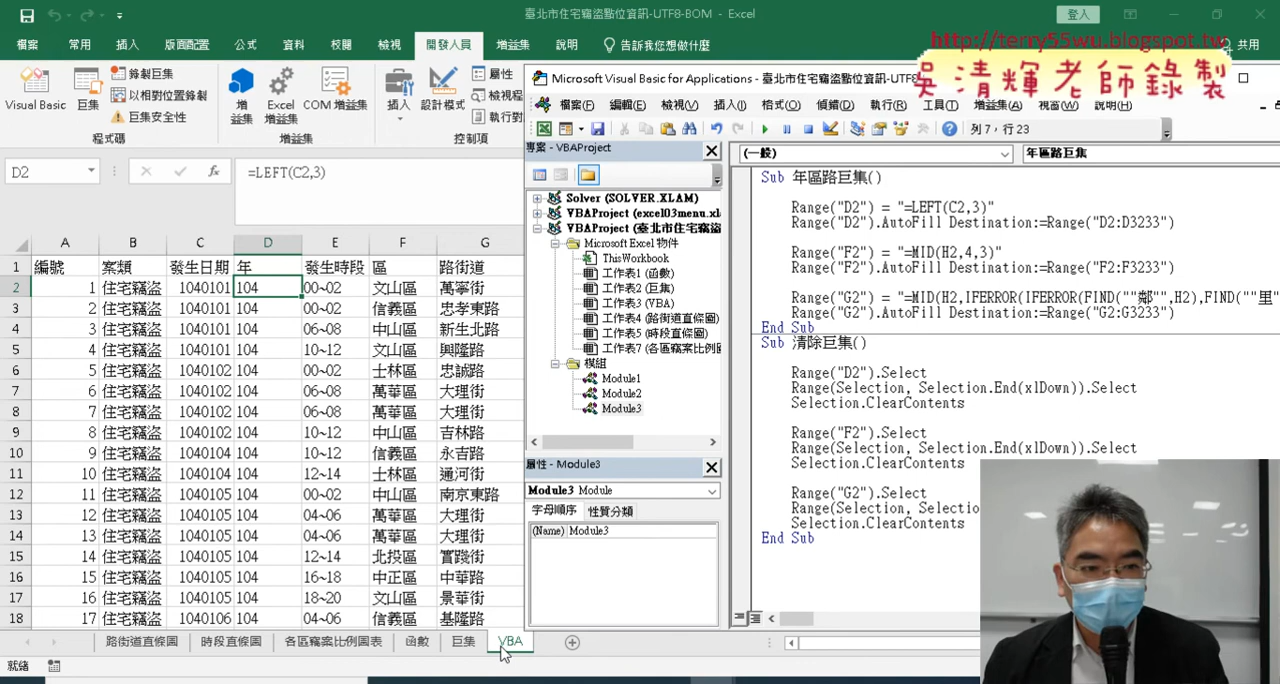 臺北市住宅竊盜點位資訊-UTF8-BOM - Excel
登入
http://terry55wu.blogspot.tw
吳清輝老師錄製
檔案 常用 插入 版面配置 公式 資料 校閱 檢視 開發人員 增益集 說明 告訴我您想做什麼 共用
Visual Basic 巨集 錄製巨集 以相對位置錄製 巨集安全性
程式碼
增益集 Excel 增益集 COM 增益集
增益集
插入 設計模式 屬性 檢視程 執行對
控制項
D2 fx =LEFT(C2,3)
A B C D E F G
1 編號 案類 發生日期 年 發生時段 區 路街道
2 1 住宅竊盜 1040101 104 00~02 文山區 萬寧街
3 2 住宅竊盜 1040101 104 00~02 信義區 忠孝東路
4 3 住宅竊盜 1040101 104 06~08 中山區 新生北路
5 4 住宅竊盜 1040101 104 10~12 文山區 興隆路
6 5 住宅竊盜 1040102 104 00~02 士林區 忠誠路
7 6 住宅竊盜 1040102 104 06~08 萬華區 大理街
8 7 住宅竊盜 1040102 104 06~08 萬華區 大理街
9 8 住宅竊盜 1040102 104 06~08 中山區 吉林路
10 9 住宅竊盜 1040104 104 10~12 信義區 永吉路
11 10 住宅竊盜 1040104 104 12~14 士林區 通河街
12 11 住宅竊盜 1040105 104 00~02 中山區 南京東路
13 12 住宅竊盜 1040105 104 04~06 萬華區 大理街
14 13 住宅竊盜 1040105 104 04~06 萬華區 大理街
15 14 住宅竊盜 1040105 104 12~14 北投區 實踐街
16 15 住宅竊盜 1040105 104 16~18 中正區 中華路
17 16 住宅竊盜 1040105 104 18~20 文山區 景華街
18 17 住宅竊盜 1040106 104 04~06 信義區 基隆路
路街道直條圖 時段直條圖 各區竊案比例圖表 函數 巨集 VBA
就緒
Microsoft Visual Basic for Applications - 臺北市住宅竊盜點位資訊-UTF8
檔案(F) 編輯(E) 檢視(V) 插入(I) 格式(O) 偵錯(D) 執行(R) 工具(T) 增益集(A) 視窗(W) 說明(H)
列 7, 行 23
專案 - VBAProject
Solver (SOLVER.XLAM)
VBAProject (excel03menu.xl
VBAProject (臺北市住宅竊盜
Microsoft Excel 物件
ThisWorkbook
工作表1 (函數)
工作表2 (巨集)
工作表3 (VBA)
工作表4 (路街道直條圖)
工作表5 (時段直條圖)
工作表7 (各區竊案比例圖
模組
Module1
Module2
Module3
屬性 - Module3
Module3 Module
字母順序 性質分類
(Name) Module3
(一般) 年區路巨集
Sub 年區路巨集()
Range("D2") = "=LEFT(C2,3)"
Range("D2").AutoFill Destination:=Range("D2:D3233")
Range("F2") = "=MID(H2,4,3)"
Range("F2").AutoFill Destination:=Range("F2:F3233")
Range("G2") = "=MID(H2,IFERROR(IFERROR(FIND(""鄰"",H2),FIND(""里"
Range("G2").AutoFill Destination:=Range("G2:G3233")
End Sub
Sub 清除巨集()
Range("D2").Select
Range(Selection, Selection.End(xlDown)).Select
Selection.ClearContents
Range("F2").Select
Range(Selection, Selection.End(xlDown)).Select
Selection.ClearContents
Range("G2").Select
Range(Selection, Selec
Selection.ClearContents
End Sub